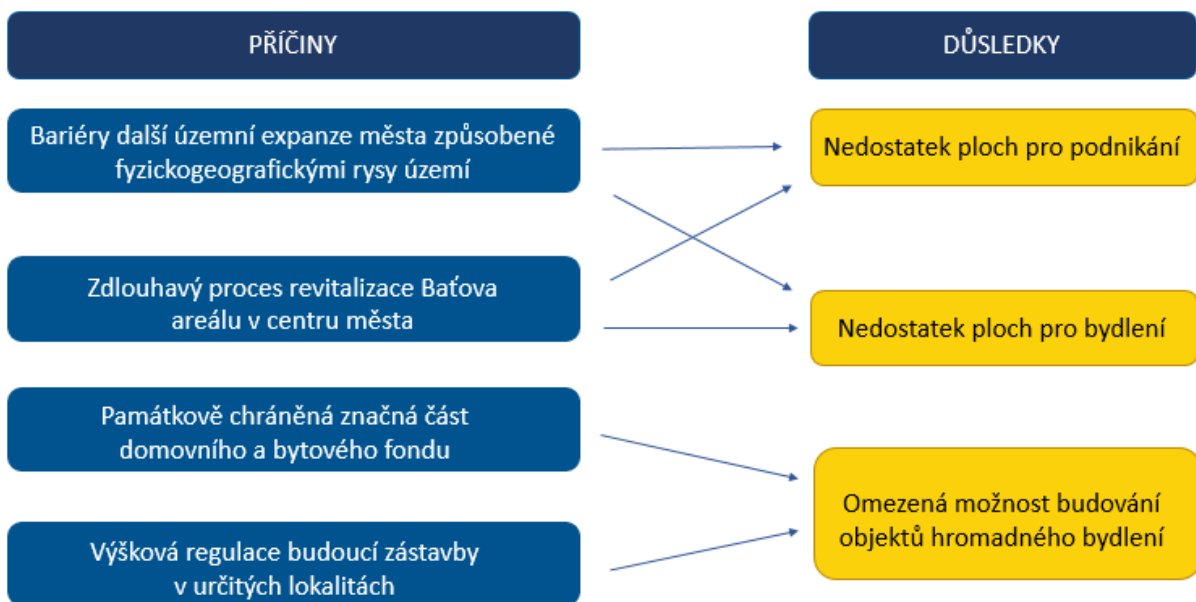 PŘÍČINY
DŮSLEDKY
Bariéry další územní expanze města způsobené
fyzickogeografickými rysy území
Nedostatek ploch pro podnikání
Zdlouhavý proces revitalizace Baťova
areálu v centru města
Nedostatek ploch pro bydlení
Památkově chráněná značná část
domovního a bytového fondu
Omezená možnost budování
objektů hromadného bydlení
Výšková regulace budoucí zástavby
v určitých lokalitách